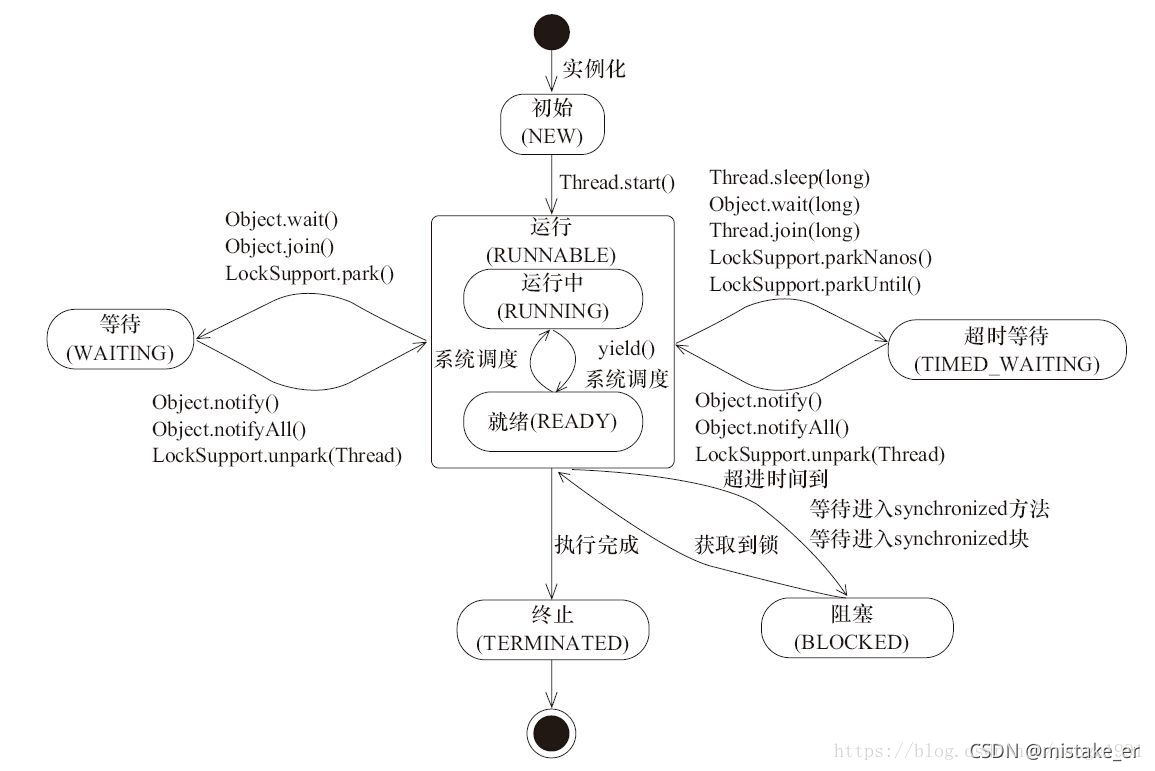 实例化
初始
(NEW)
Thread.start()
Thread.sleep(long)
Object.wait(long)
Thread.join(long)
LockSupport.parkNanos()
LockSupport.parkUntil()
Object.wait()
Object.join()
LockSupport.park()
运行
(RUNNABLE)
运行中
(RUNNING)
等待
(WAITING)
系统调度
yield()
系统调度
超时等待
(TIMED_WAITING)
就绪(READY)
Object.notify()
Object.notifyAll()
LockSupport.unpark(Thread)
Object.notify()
Object.notifyAll()
LockSupport.unpark(Thread)
超进时间到
等待进入synchronized方法
等待进入synchronized块
执行完成
获取到锁
终止
(TERMINATED)
阻塞
(BLOCKED)
https://blog.
CSDN @mistake_er